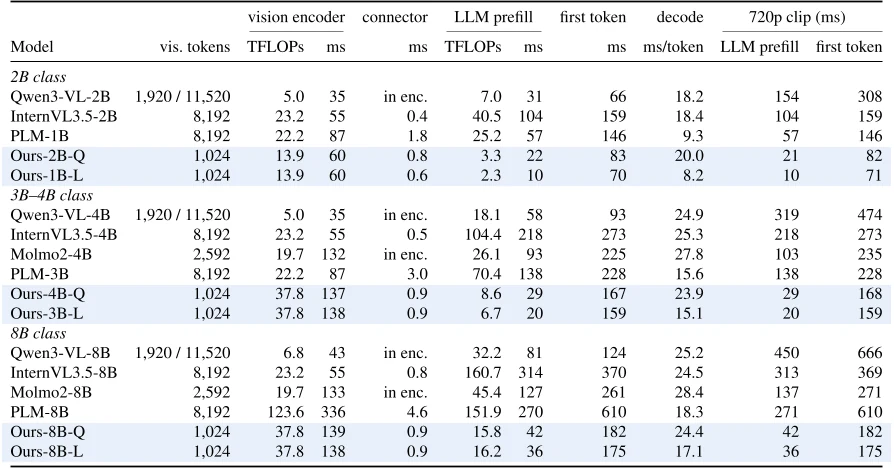 vision encoder connector LLM prefill first token decode 720p clip (ms)
Model vis. tokens TFLOPs ms ms TFLOPs ms ms ms/token LLM prefill first token
2B class
Qwen3-VL-2B 1,920 / 11,520 5.0 35 in enc. 7.0 31 66 18.2 154 308
InternVL3.5-2B 8,192 23.2 55 0.4 40.5 104 159 18.4 104 159
PLM-1B 8,192 22.2 87 1.8 25.2 57 146 9.3 57 146
Ours-2B-Q 1,024 13.9 60 0.8 3.3 22 83 20.0 21 82
Ours-1B-L 1,024 13.9 60 0.6 2.3 10 70 8.2 10 71
3B–4B class
Qwen3-VL-4B 1,920 / 11,520 5.0 35 in enc. 18.1 58 93 24.9 319 474
InternVL3.5-4B 8,192 23.2 55 0.5 104.4 218 273 25.3 218 273
Molmo2-4B 2,592 19.7 132 in enc. 26.1 93 225 27.8 103 235
PLM-3B 8,192 22.2 87 3.0 70.4 138 228 15.6 138 228
Ours-4B-Q 1,024 37.8 137 0.9 8.6 29 167 23.9 29 168
Ours-3B-L 1,024 37.8 138 0.9 6.7 20 159 15.1 20 159
8B class
Qwen3-VL-8B 1,920 / 11,520 6.8 43 in enc. 32.2 81 124 25.2 450 666
InternVL3.5-8B 8,192 23.2 55 0.8 160.7 314 370 24.5 313 369
Molmo2-8B 2,592 19.7 133 in enc. 45.4 127 261 28.4 137 271
PLM-8B 8,192 123.6 336 4.6 151.9 270 610 18.3 271 610
Ours-8B-Q 1,024 37.8 139 0.9 15.8 42 182 24.4 42 182
Ours-8B-L 1,024 37.8 138 0.9 16.2 36 175 17.1 36 175